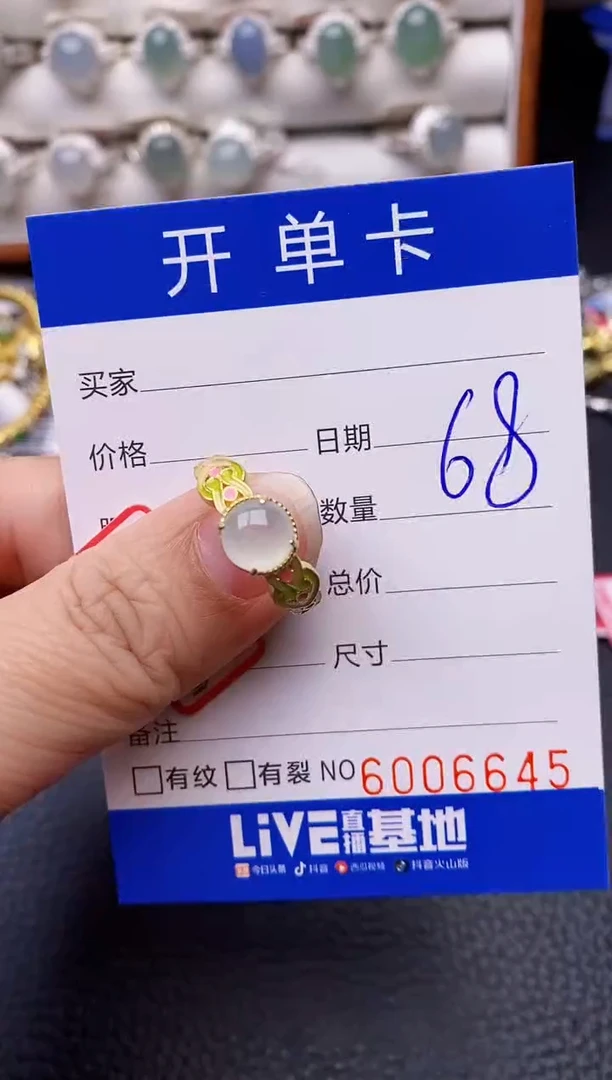 开单卡
买家
价格 日期
68
数量
总价
尺寸
备注
有纹 有裂 NO 6006645
LiVE直播基地
今日头条 抖音 西瓜视频 抖音火山版